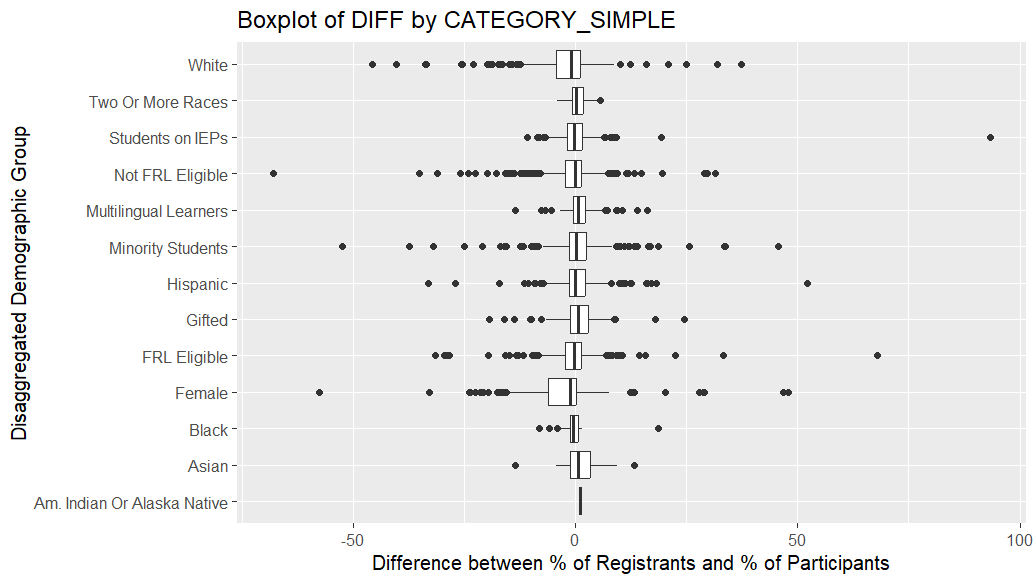 Boxplot of DIFF by CATEGORY_SIMPLE
Disaggregated Demographic Group
White
Two Or More Races
Students on IEPs
Not FRL Eligible
Multilingual Learners
Minority Students
Hispanic
Gifted
FRL Eligible
Female
Black
Asian
Am. Indian Or Alaska Native
-50 0 50 100
Difference between % of Registrants and % of Participants